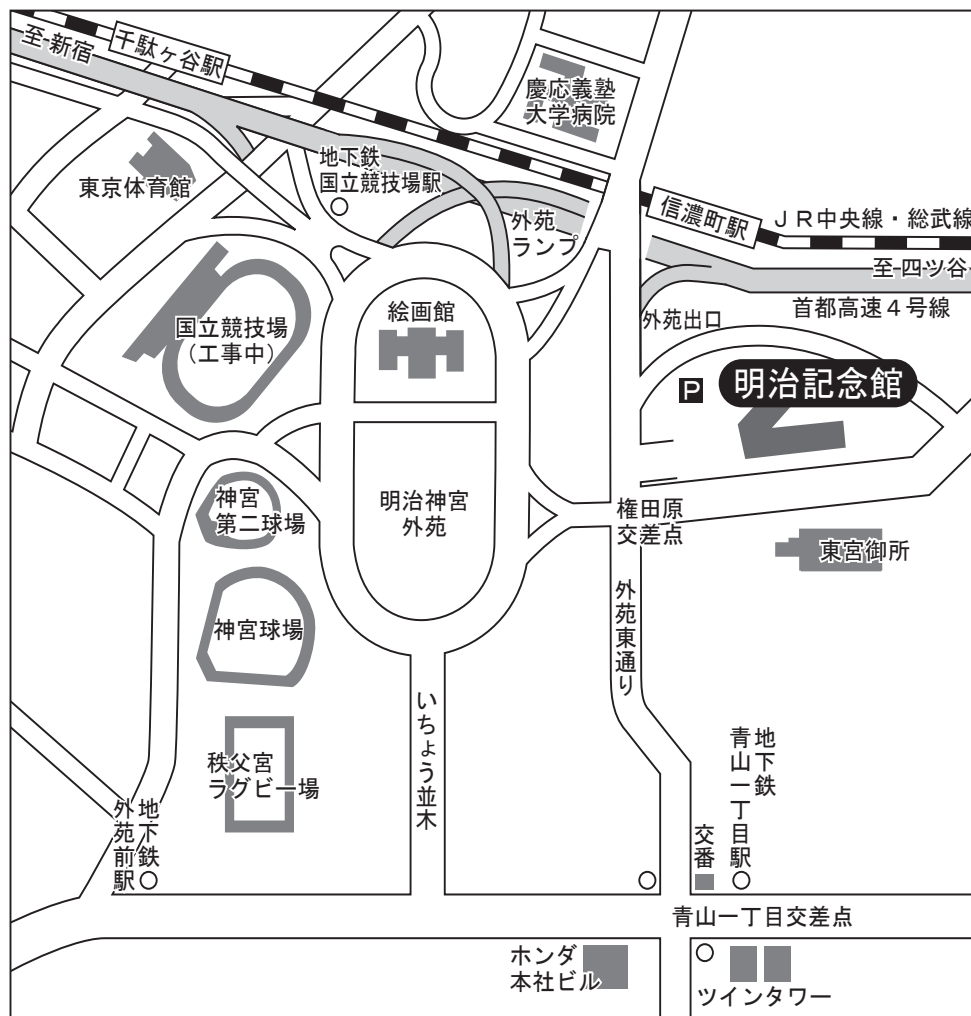 至 新宿
千駄ヶ谷駅
慶応義塾
大学病院
東京体育館
地下鉄
国立競技場駅
外苑
ランプ
信濃町駅
ＪＲ中央線・総武線
至 四ツ谷
首都高速４号線
外苑出口
国立競技場
（工事中）
絵画館
P
明治記念館
神宮
第二球場
明治神宮
外苑
権田原
交差点
東宮御所
外苑東通り
神宮球場
いちょう並木
秩父宮
ラグビー場
地下鉄
外苑前駅
地下鉄
青山一丁目駅
交番
青山一丁目交差点
ホンダ
本社ビル
ツインタワー